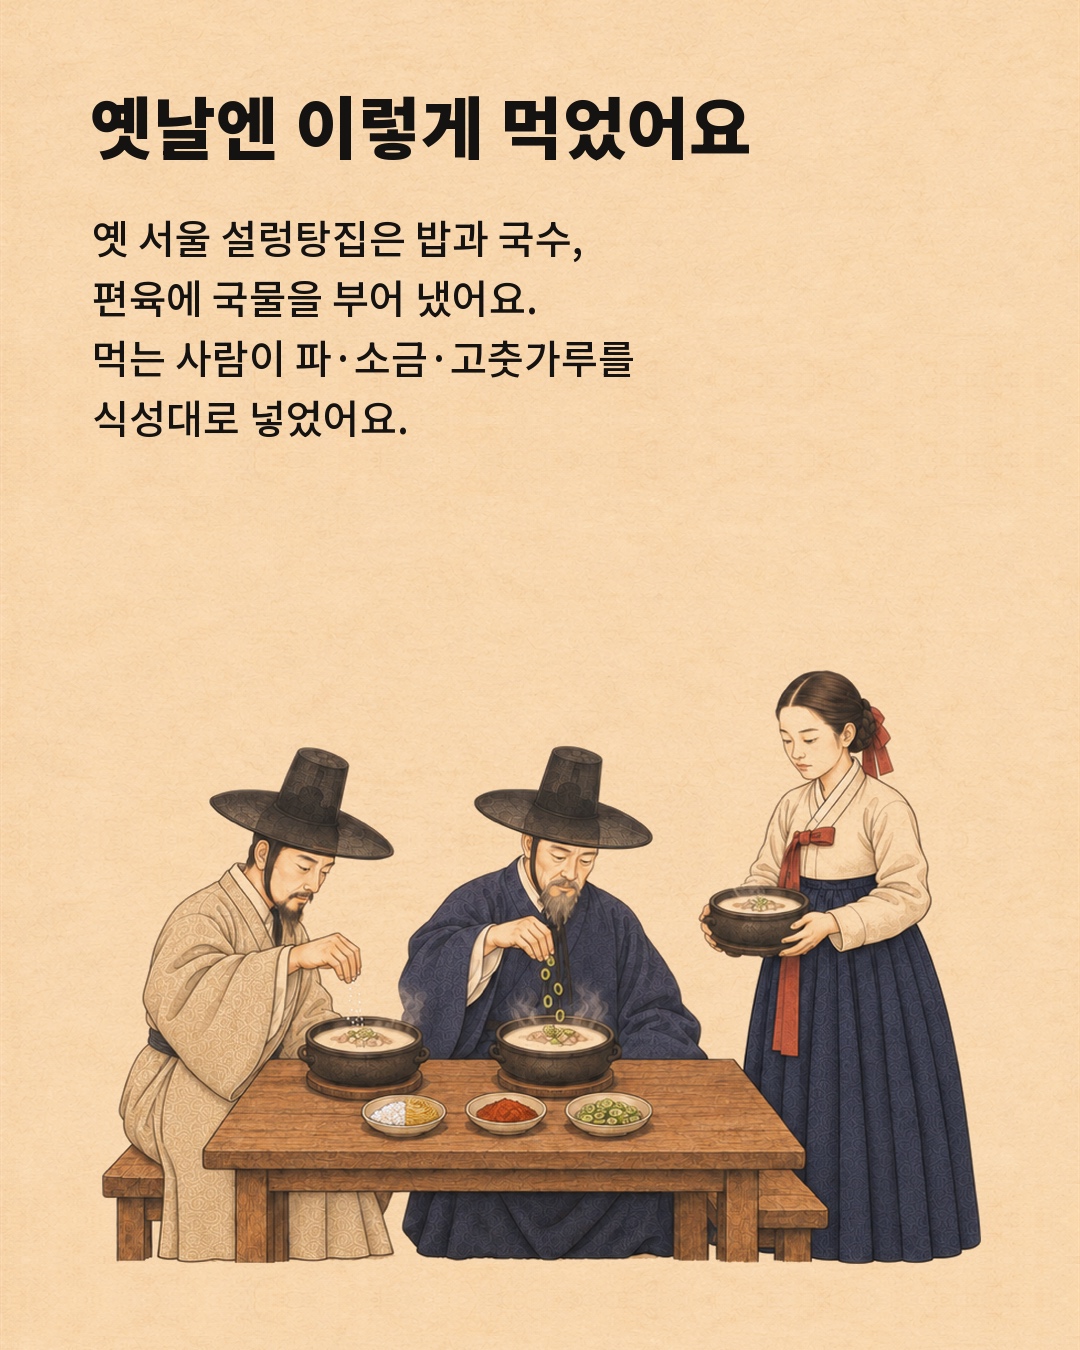 옛날엔 이렇게 먹었어요
옛 서울 설렁탕집은 밥과 국수,
편육에 국물을 부어 냈어요.
먹는 사람이 파·소금·고춧가루를
식성대로 넣었어요.